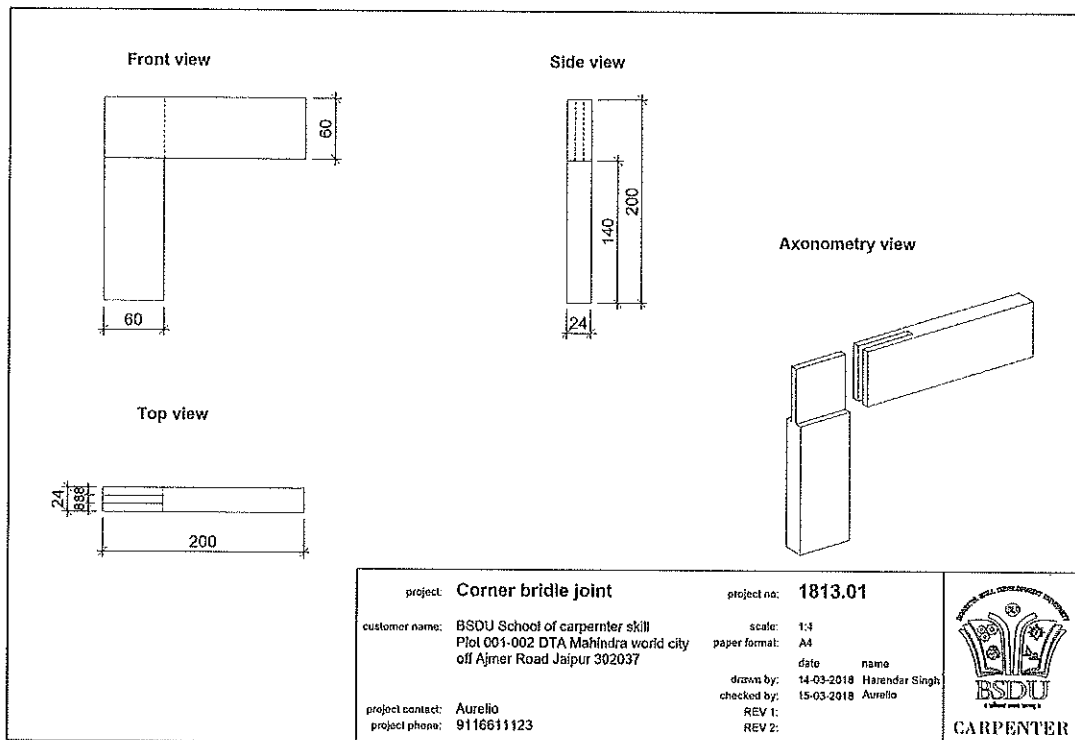 Front view
Side view
60
60
140
200
24
Axonometry view
Top view
24
8 8 8
200
project: Corner bridle joint
project no: 1813.01
customer name: BSDU School of carpernter skill
Plot 001-002 DTA Mahindra world city
off Ajmer Road Jaipur 302037
scale: 1:4
paper format: A4
date name
drawn by: 14-03-2018 Harendar Singh
checked by: 15-03-2018 Aurelio
REV 1:
REV 2:
project contact: Aurelio
project phone: 9116611123
BSDU
CARPENTER